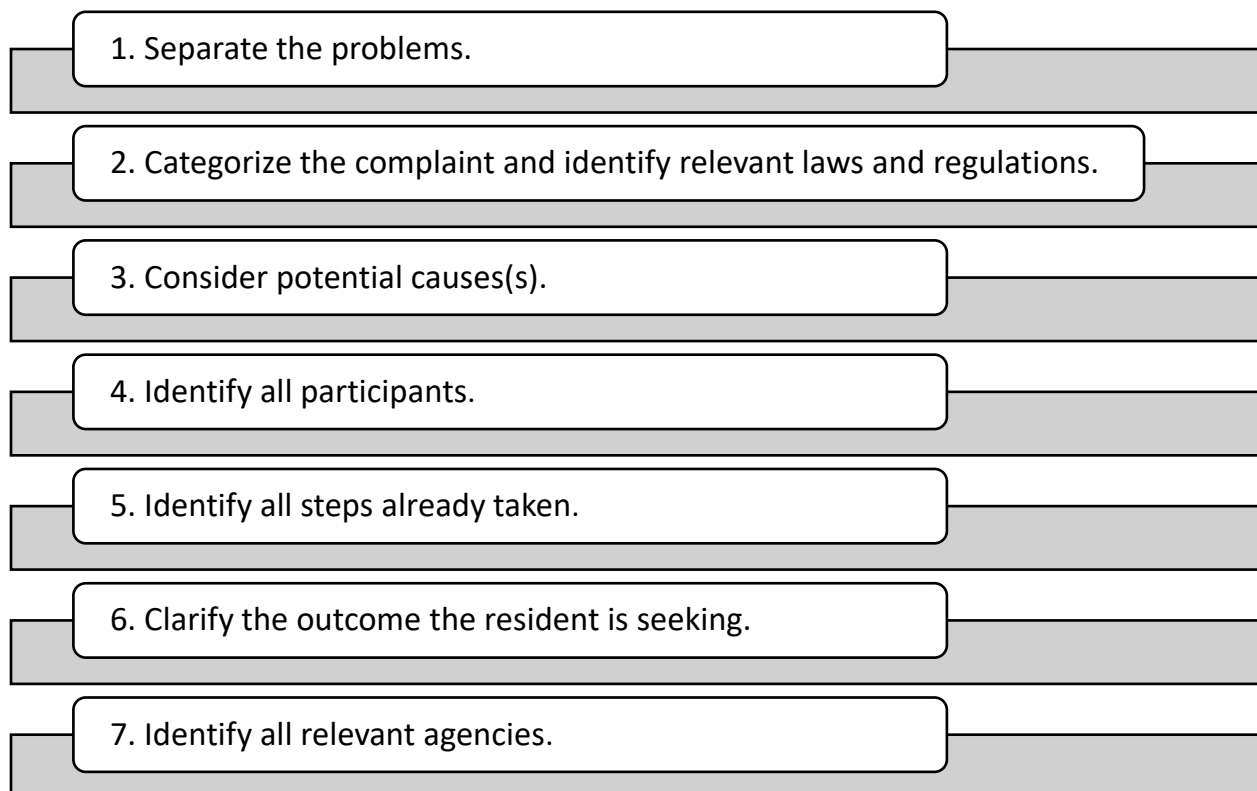 1. Separate the problems.
2. Categorize the complaint and identify relevant laws and regulations.
3. Consider potential causes(s).
4. Identify all participants.
5. Identify all steps already taken.
6. Clarify the outcome the resident is seeking.
7. Identify all relevant agencies.